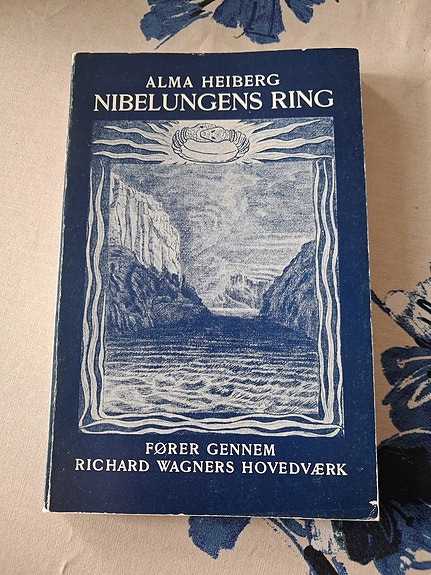 ALMA HEIBERG
NIBELUNGENS RING
FØRER GENNEM
RICHARD WAGNERS HOVEDVÆRK